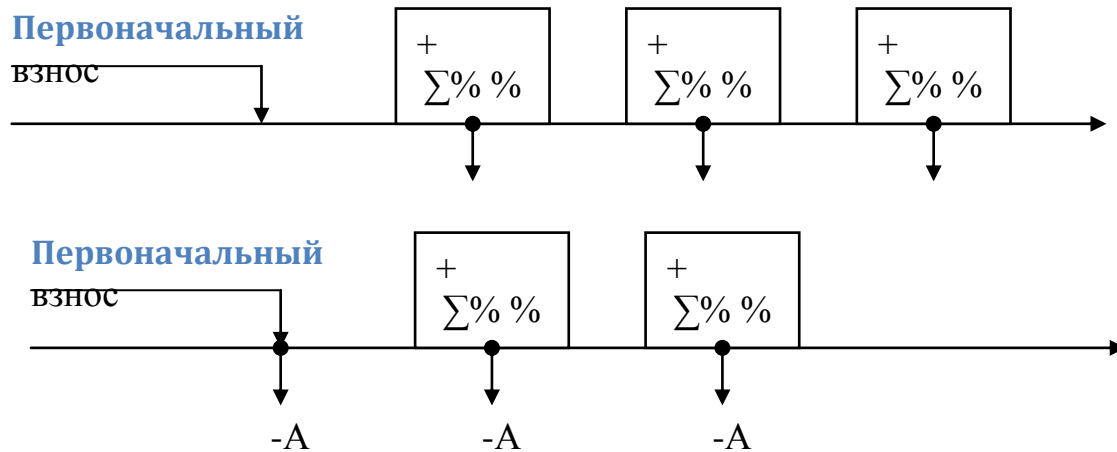 Первоначальный
взнос
+ + +
∑% % ∑% % ∑% %
Первоначальный
взнос
+ +
∑% % ∑% %
-A -A -A